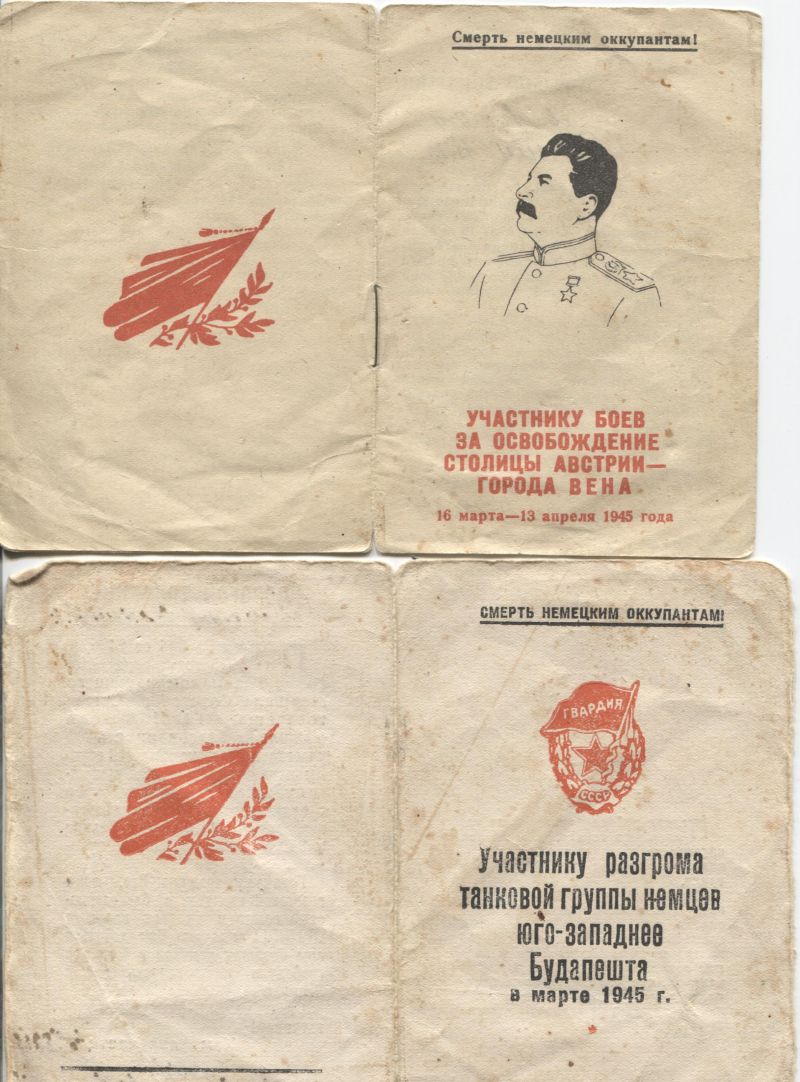 Смерть немецким оккупантам!
УЧАСТНИКУ БОЕВ
ЗА ОСВОБОЖДЕНИЕ
СТОЛИЦЫ АВСТРИИ—
ГОРОДА ВЕНА
16 марта—13 апреля 1945 года
СМЕРТЬ НЕМЕЦКИМ ОККУПАНТАМ!
ГВАРДИЯ
СССР
Участнику разгрома
танковой группы немцев
юго-западнее
Будапешта
в марте 1945 г.